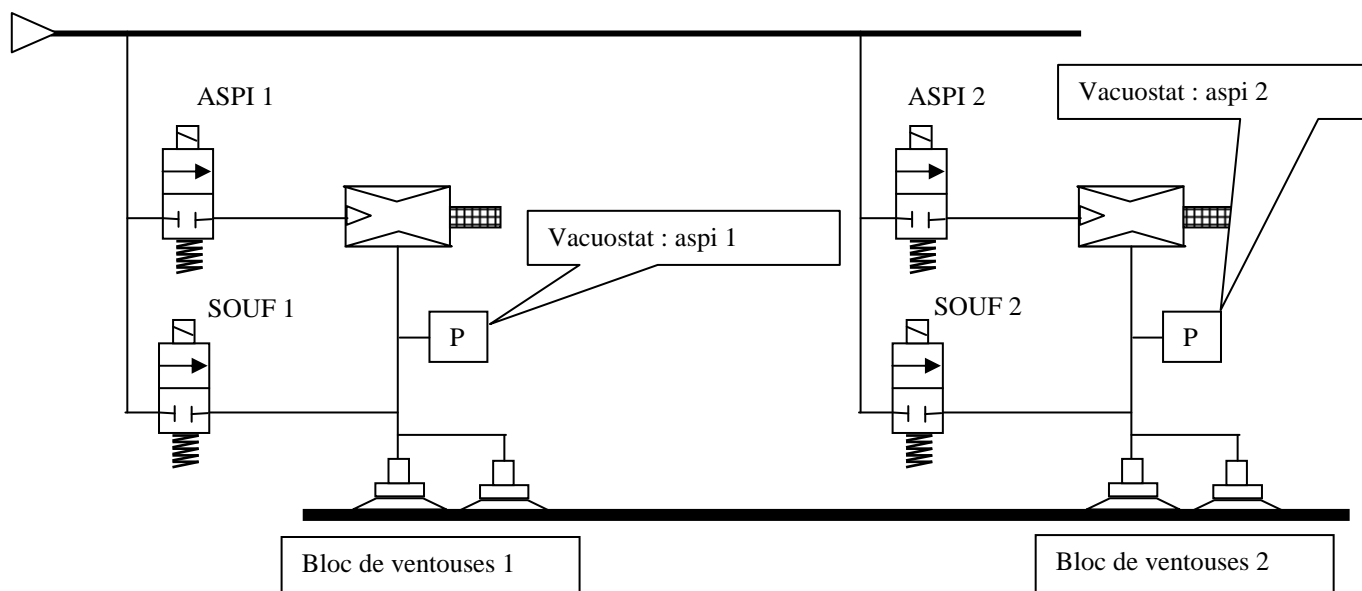 ASPI 1
ASPI 2
Vacuostat : aspi 2
Vacuostat : aspi 1
SOUF 1
SOUF 2
P
P
Bloc de ventouses 1
Bloc de ventouses 2